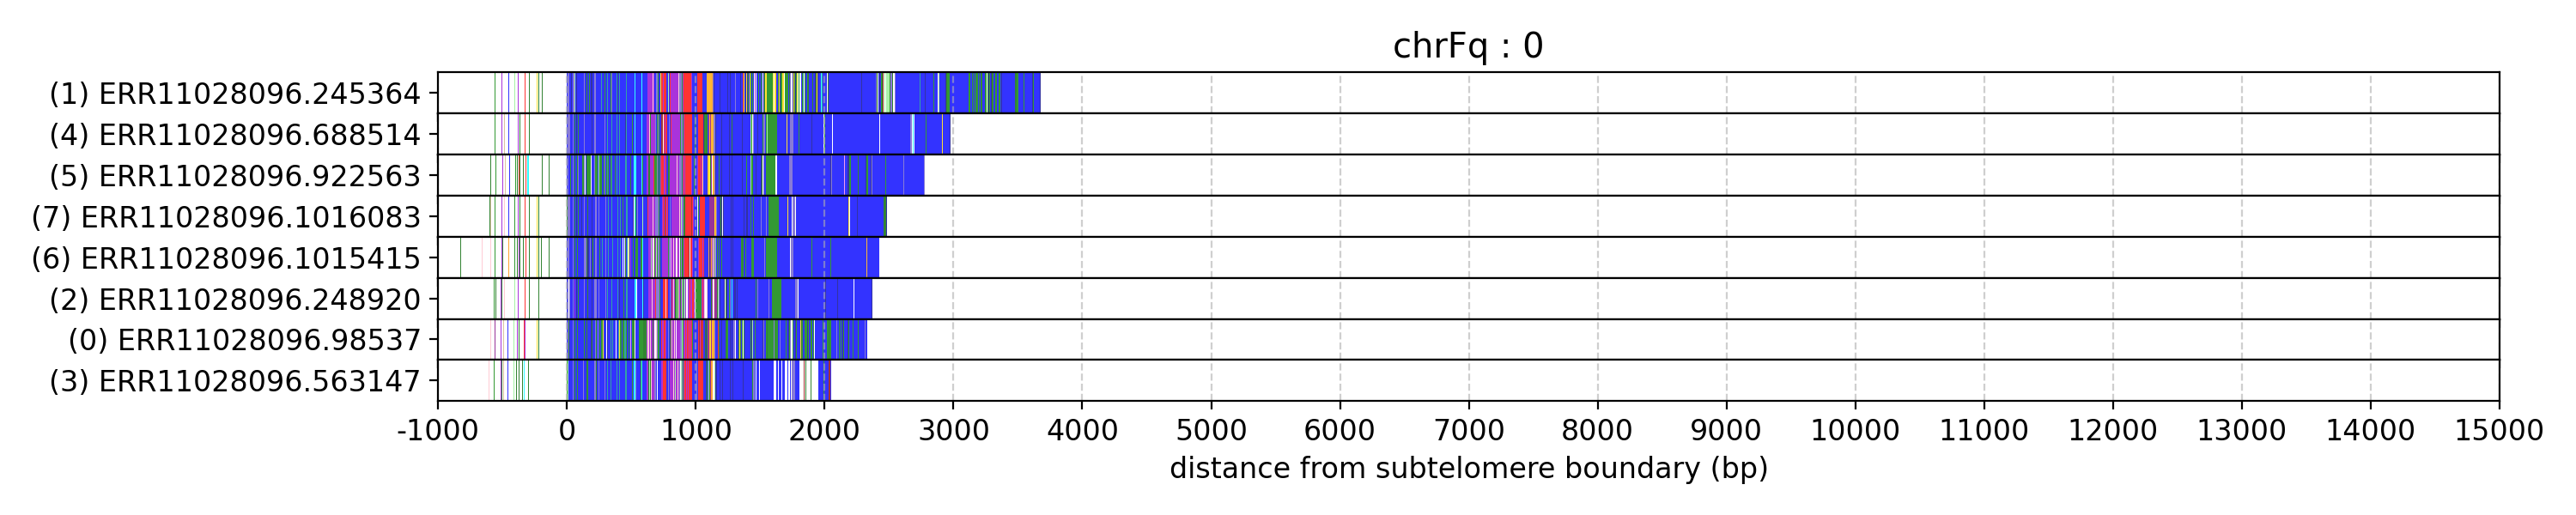 chrFq : 0
(1) ERR11028096.245364
(4) ERR11028096.688514
(5) ERR11028096.922563
(7) ERR11028096.1016083
(6) ERR11028096.1015415
(2) ERR11028096.248920
(0) ERR11028096.98537
(3) ERR11028096.563147
-1000 0 1000 2000 3000 4000 5000 6000 7000 8000 9000 10000 11000 12000 13000 14000 15000
distance from subtelomere boundary (bp)